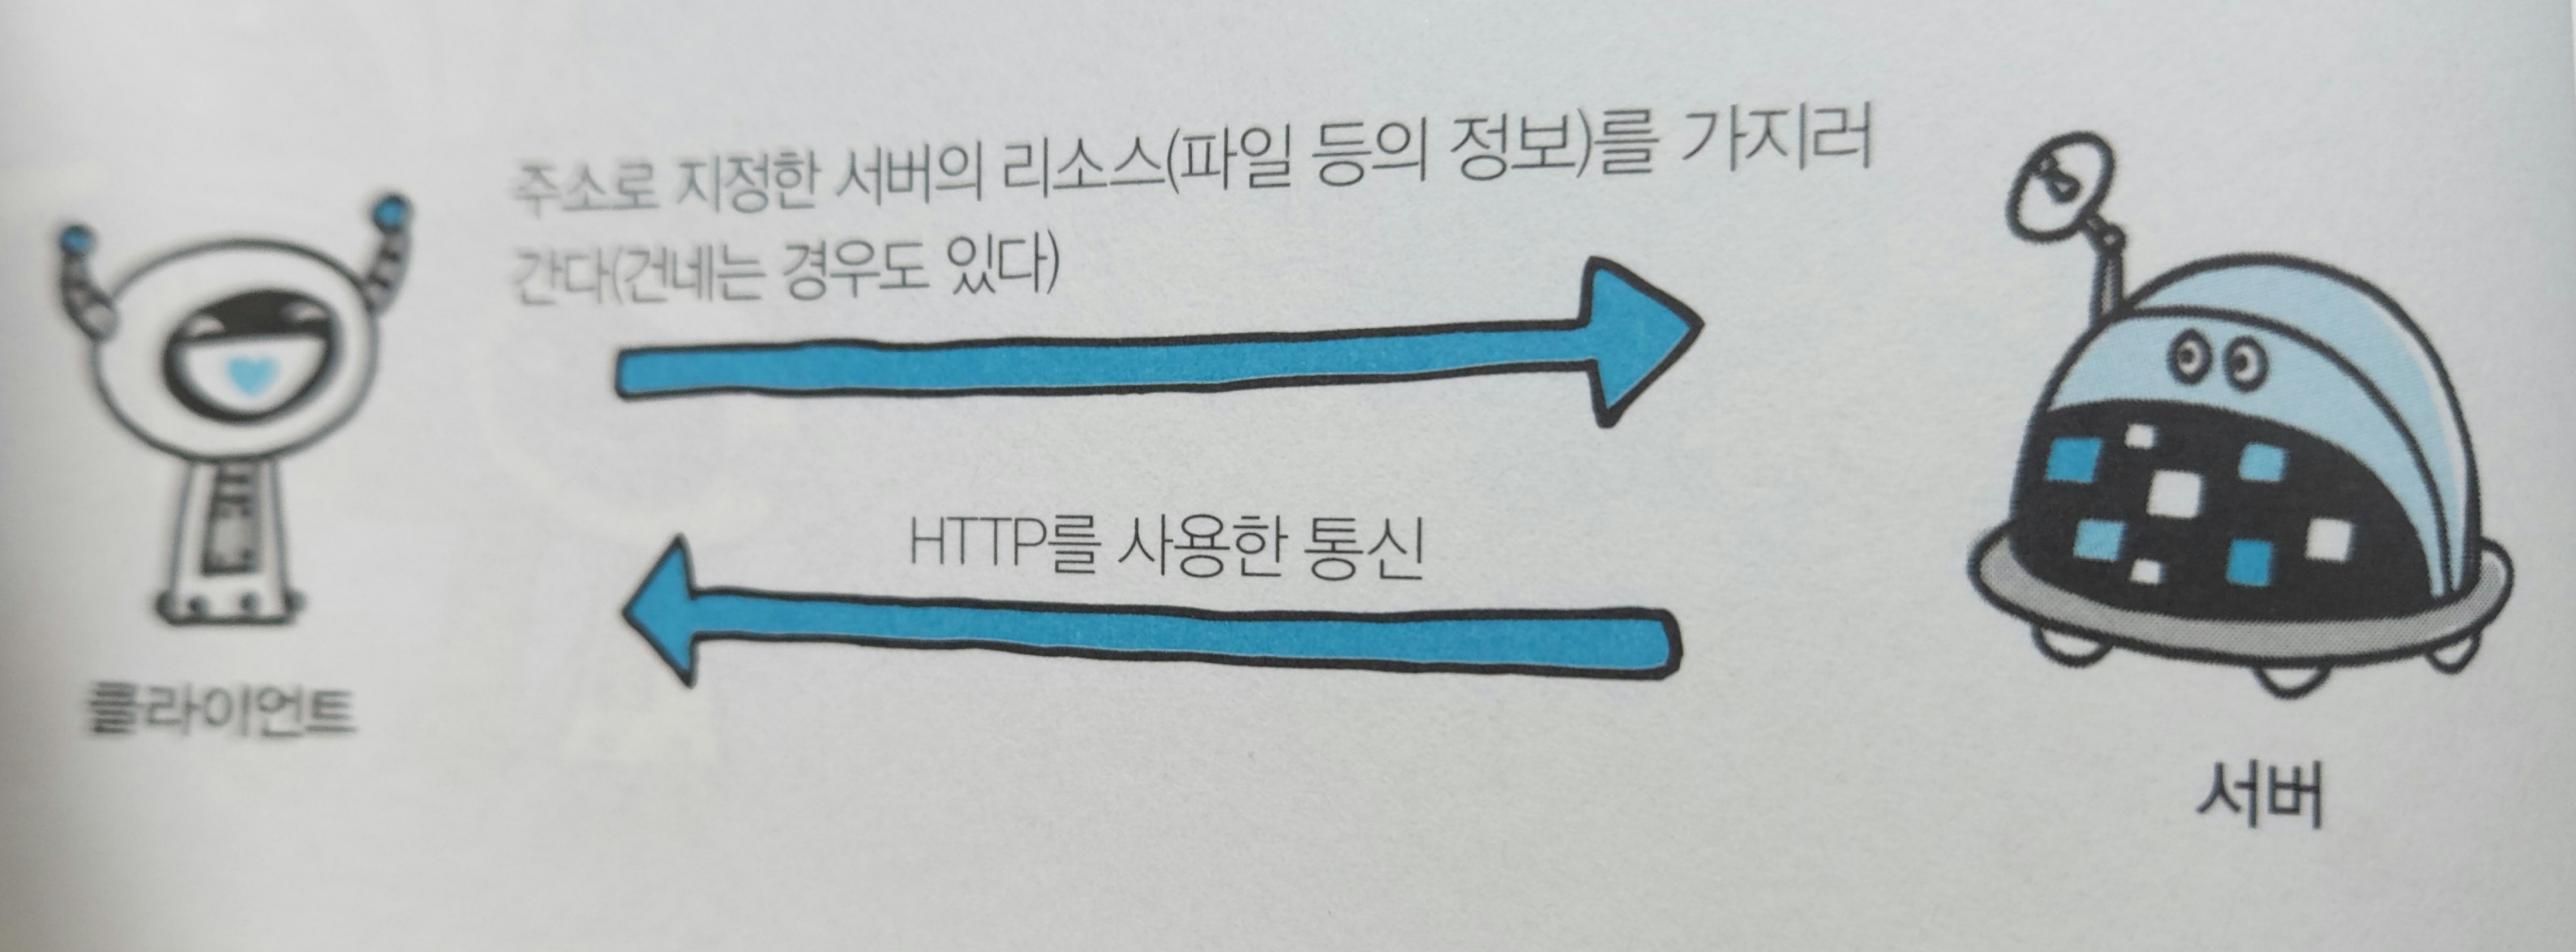 주소로 지정한 서버의 리소스(파일 등의 정보)를 가지러
간다(건네는 경우도 있다)
HTTP를 사용한 통신
클라이언트
서버